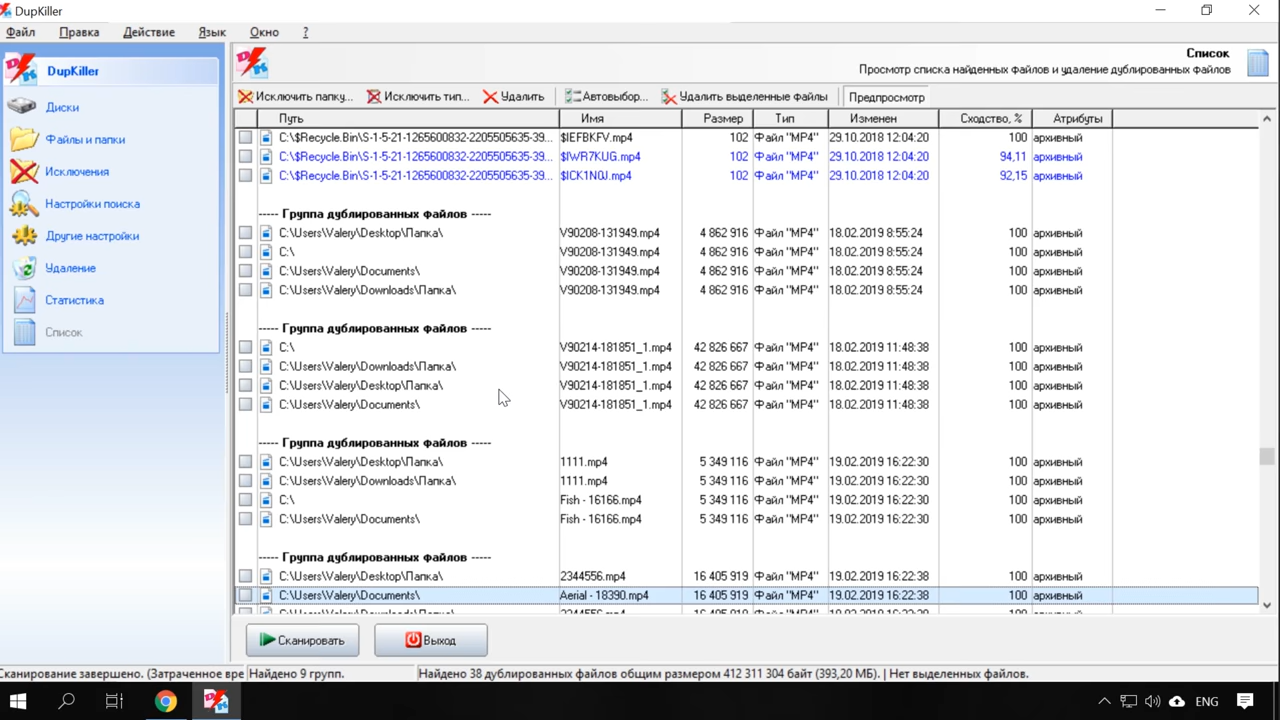 DupKiller
Файл Правка Действие Язык Окно ?
DupKiller
Диски
Файлы и папки
Исключения
Настройки поиска
Другие настройки
Удаление
Статистика
Список
Список
Просмотр списка найденных файлов и удаление дублированных файлов
Исключить папку... Исключить тип... Удалить Автовыбор... Удалить выделенные файлы Предпросмотр
Путь Имя Размер Тип Изменен Сходство, % Атрибуты
C:\$Recycle.Bin\S-1-5-21-1265600832-2205505635-39... $IEFBKFV.mp4 102 Файл "MP4" 29.10.2018 12:04:20 100 архивный
C:\$Recycle.Bin\S-1-5-21-1265600832-2205505635-39... $IWR7KUG.mp4 102 Файл "MP4" 29.10.2018 12:04:20 94,11 архивный
C:\$Recycle.Bin\S-1-5-21-1265600832-2205505635-39... 102 Файл "MP4" 29.10.2018 12:04:20 92,15 архивный
----- Группа дублированных файлов -----
C:\Users\Valery\Desktop\Папка\ V90208-131949.mp4 4 862 916 Файл "MP4" 18.02.2019 8:55:24 100 архивный
C:\ V90208-131949.mp4 4 862 916 Файл "MP4" 18.02.2019 8:55:24 100 архивный
C:\Users\Valery\Documents\ V90208-131949.mp4 4 862 916 Файл "MP4" 18.02.2019 8:55:24 100 архивный
C:\Users\Valery\Downloads\Папка\ V90208-131949.mp4 4 862 916 Файл "MP4" 18.02.2019 8:55:24 100 архивный
----- Группа дублированных файлов -----
C:\ V90214-181851_1.mp4 42 826 667 Файл "MP4" 18.02.2019 11:48:38 100 архивный
C:\Users\Valery\Downloads\Папка\ V90214-181851_1.mp4 42 826 667 Файл "MP4" 18.02.2019 11:48:38 100 архивный
C:\Users\Valery\Desktop\Папка\ V90214-181851_1.mp4 42 826 667 Файл "MP4" 18.02.2019 11:48:38 100 архивный
C:\Users\Valery\Documents\ V90214-181851_1.mp4 42 826 667 Файл "MP4" 18.02.2019 11:48:38 100 архивный
----- Группа дублированных файлов -----
C:\Users\Valery\Desktop\Папка\ 1111.mp4 5 349 116 Файл "MP4" 19.02.2019 16:22:30 100 архивный
C:\Users\Valery\Downloads\Папка\ 1111.mp4 5 349 116 Файл "MP4" 19.02.2019 16:22:30 100 архивный
C:\ Fish - 16166.mp4 5 349 116 Файл "MP4" 19.02.2019 16:22:30 100 архивный
C:\Users\Valery\Documents\ Fish - 16166.mp4 5 349 116 Файл "MP4" 19.02.2019 16:22:30 100 архивный
----- Группа дублированных файлов -----
C:\Users\Valery\Desktop\Папка\ 2344556.mp4 16 405 919 Файл "MP4" 19.02.2019 16:22:38 100 архивный
C:\Users\Valery\Documents\ Aerial - 18390.mp4 16 405 919 Файл "MP4" 19.02.2019 16:22:38 100 архивный
Сканировать Выход
Сканирование завершено. (Затраченное вре Найдено 9 групп. Найдено 38 дублированных файлов общим размером 412 311 304 байт (393,20 МБ). | Нет выделенных файлов.
ENG